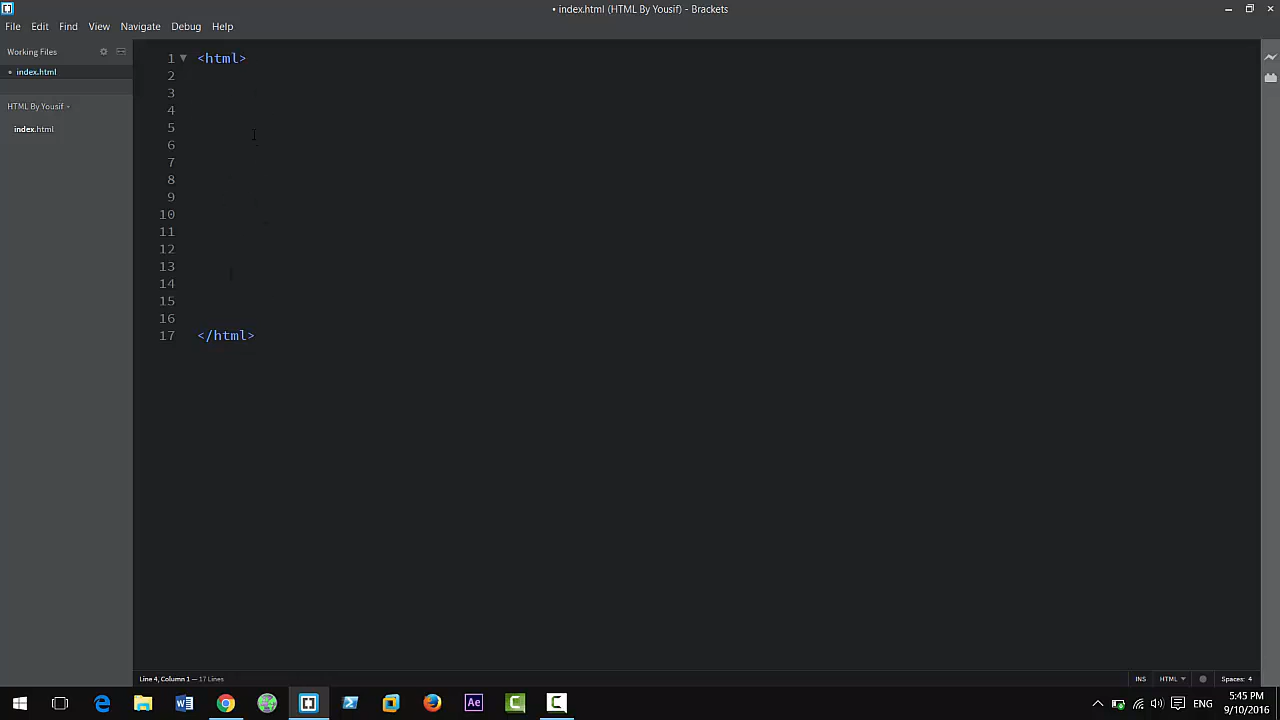 • index.html (HTML By Yousif) - Brackets
File Edit Find View Navigate Debug Help
Working Files
index.html
HTML By Yousif
index.html
1 <html>
2
3
4
5
6
7
8
9
10
11
12
13
14
15
16
17 </html>
Line 4, Column 1 — 17 Lines
INS HTML Spaces: 4
Ae
ENG
5:45 PM
9/10/2016